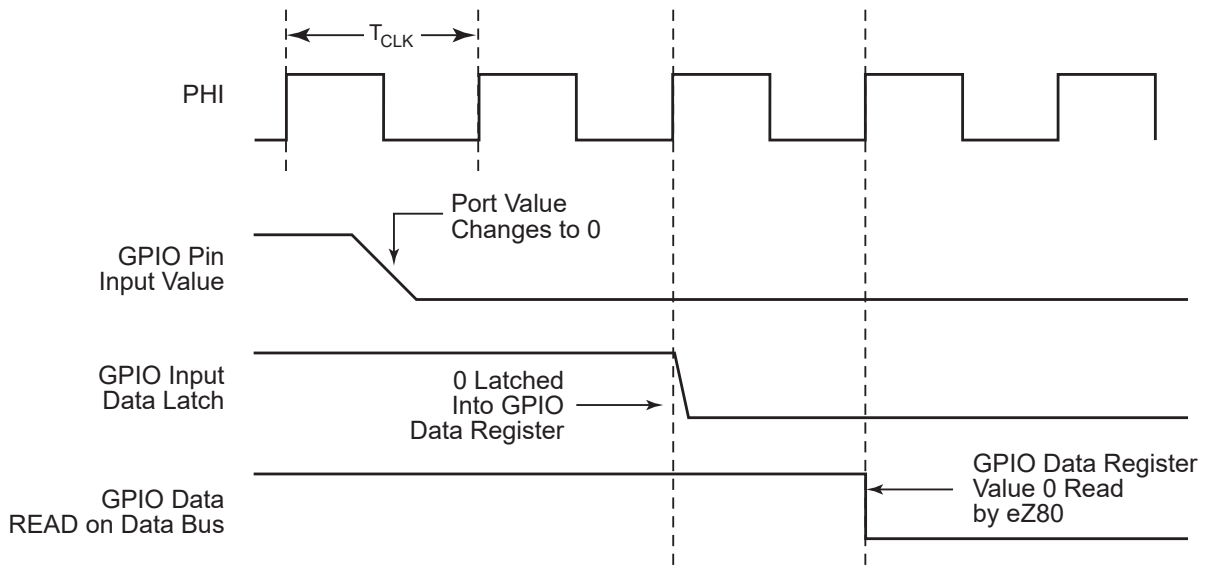 TCLK
PHI
Port Value
Changes to 0
GPIO Pin
Input Value
GPIO Input
Data Latch
0 Latched
Into GPIO
Data Register
GPIO Data
READ on Data Bus
GPIO Data Register
Value 0 Read
by eZ80